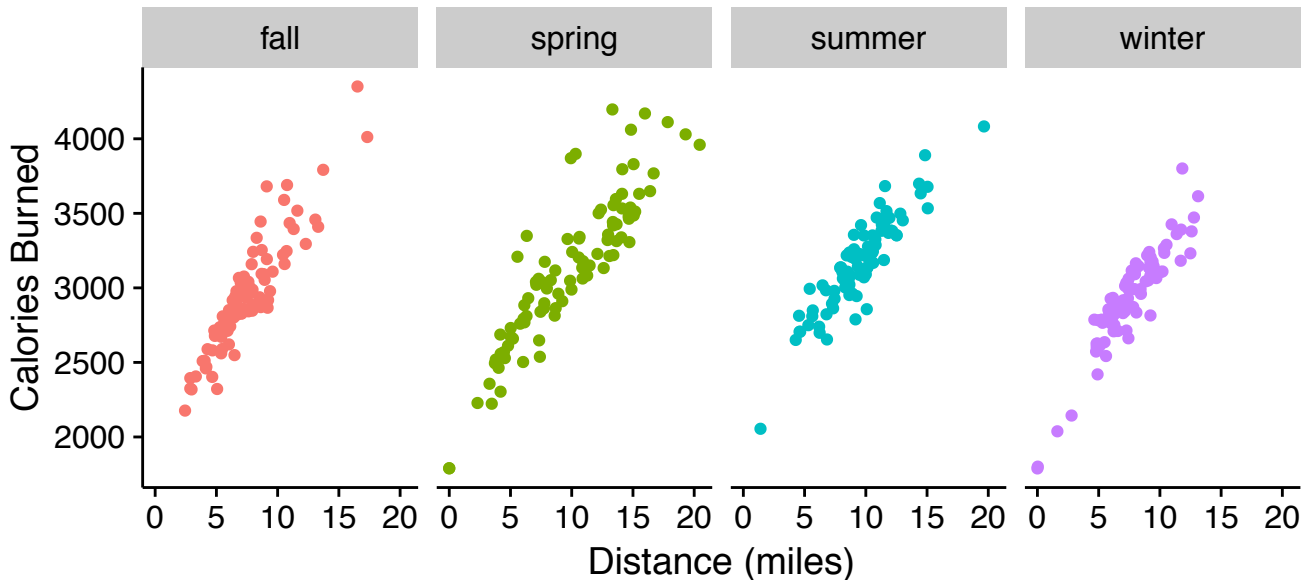 fall spring summer winter
Calories Burned
4000
3500
3000
2500
2000
0 5 10 15 20 0 5 10 15 20 0 5 10 15 20 0 5 10 15 20
Distance (miles)